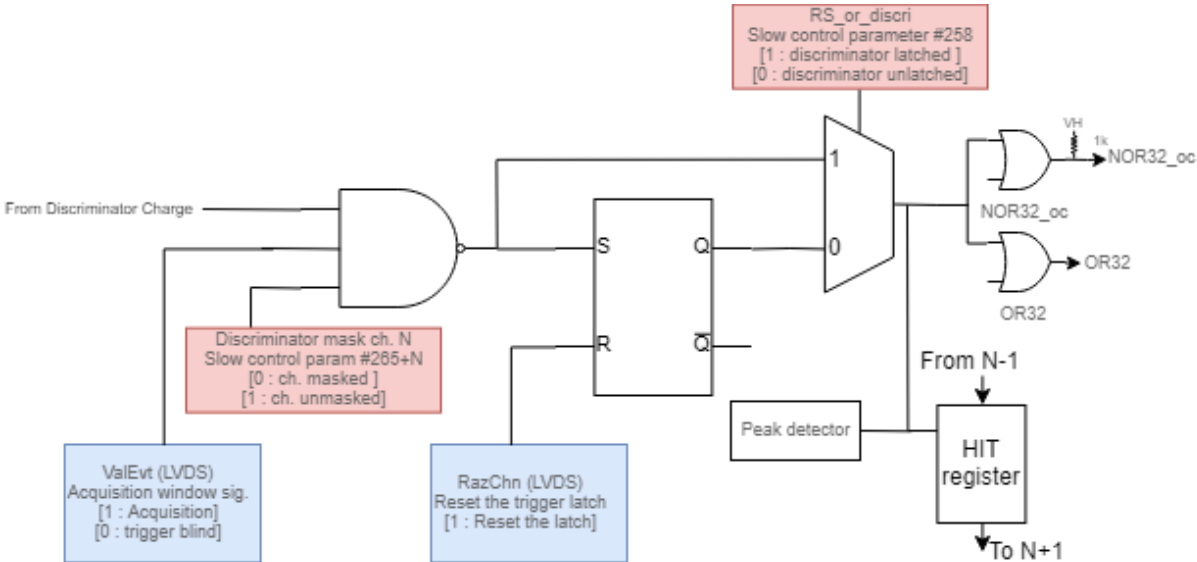 RS_or_discri
Slow control parameter #258
[1 : discriminator latched ]
[0 : discriminator unlatched]
VH
1k
NOR32_oc
1
From Discriminator Charge
NOR32_oc
S
Q
0
OR32
OR32
Discriminator mask ch. N
Slow control param #265+N
[0 : ch. masked ]
[1 : ch. unmasked]
R
Q
From N-1
Peak detector
HIT
register
ValEvt (LVDS)
Acquisition window sig.
[1 : Acquisition]
[0 : trigger blind]
RazChn (LVDS)
Reset the trigger latch
[1 : Reset the latch]
To N+1